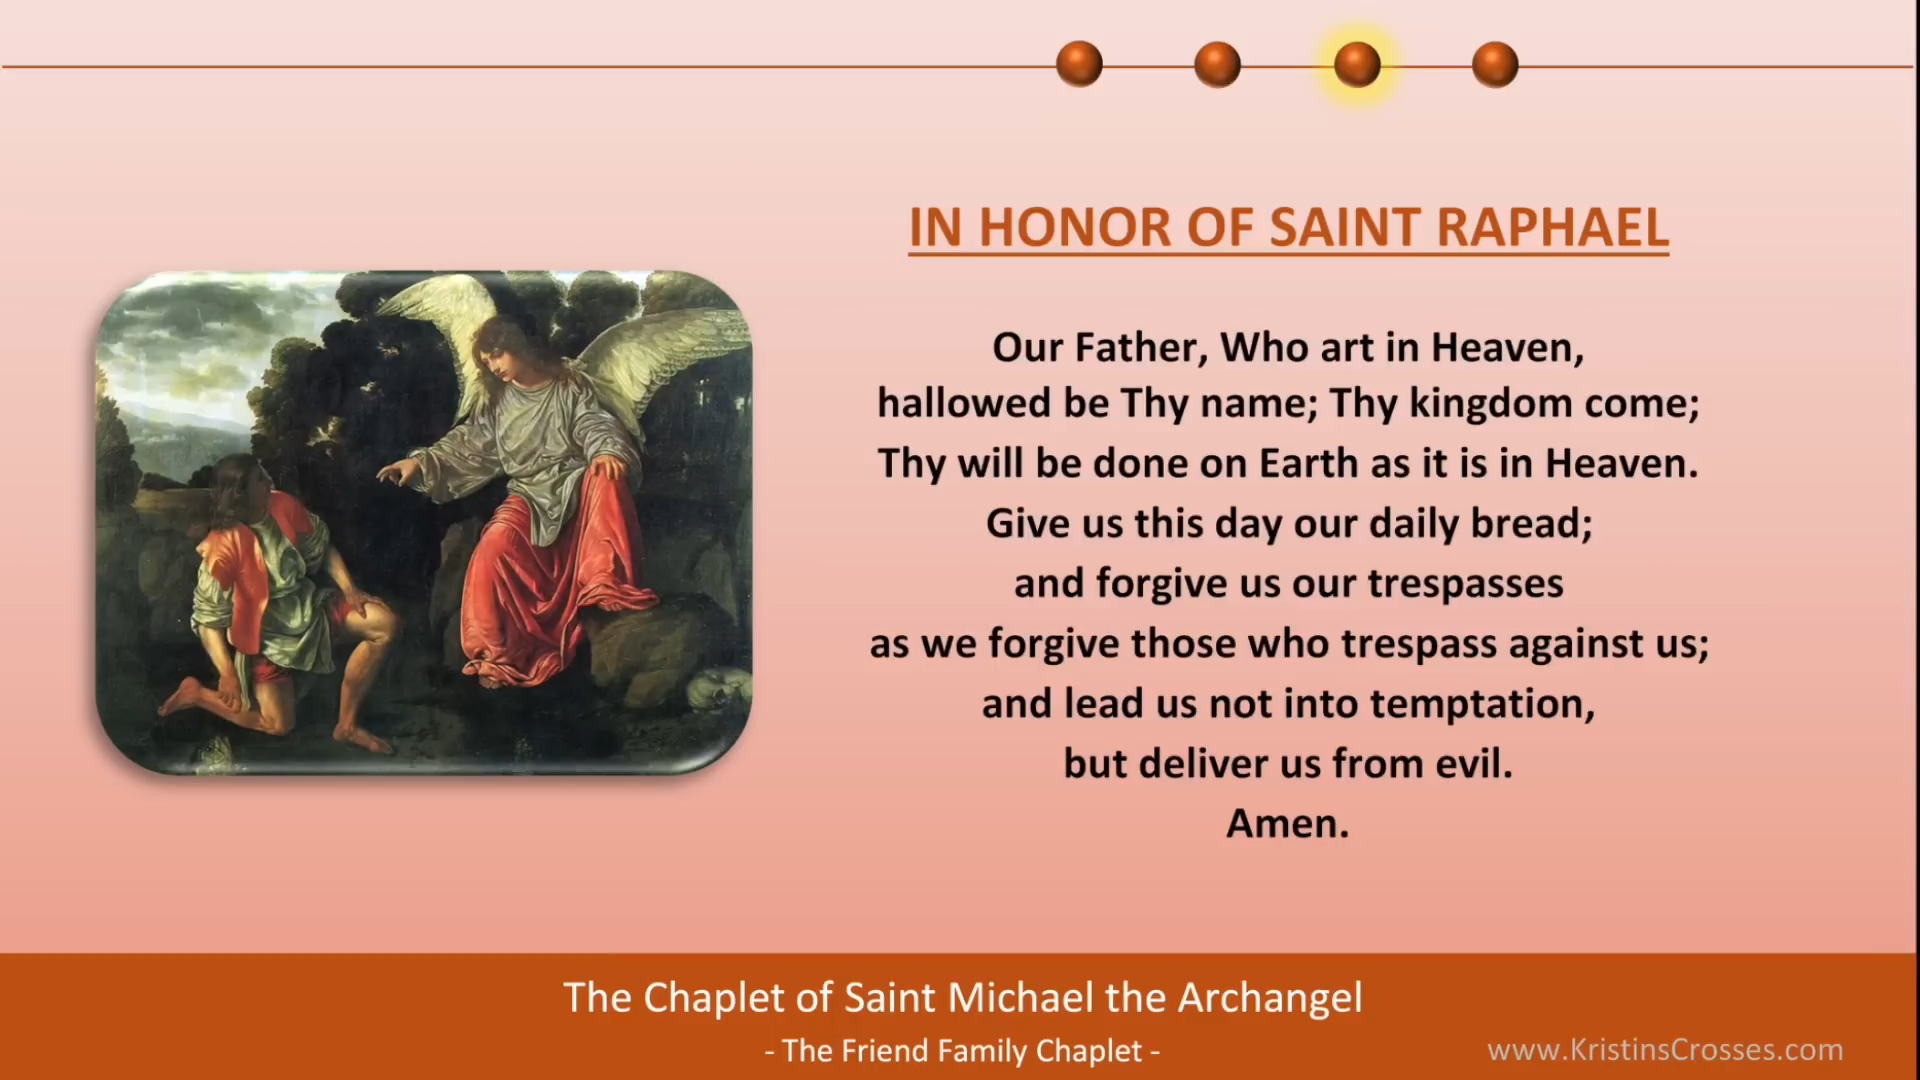 IN HONOR OF SAINT RAPHAEL
Our Father, Who art in Heaven,
hallowed be Thy name; Thy kingdom come;
Thy will be done on Earth as it is in Heaven.
Give us this day our daily bread;
and forgive us our trespasses
as we forgive those who trespass against us;
and lead us not into temptation,
but deliver us from evil.
Amen.
The Chaplet of Saint Michael the Archangel
- The Friend Family Chaplet -
www.KristinsCrosses.com